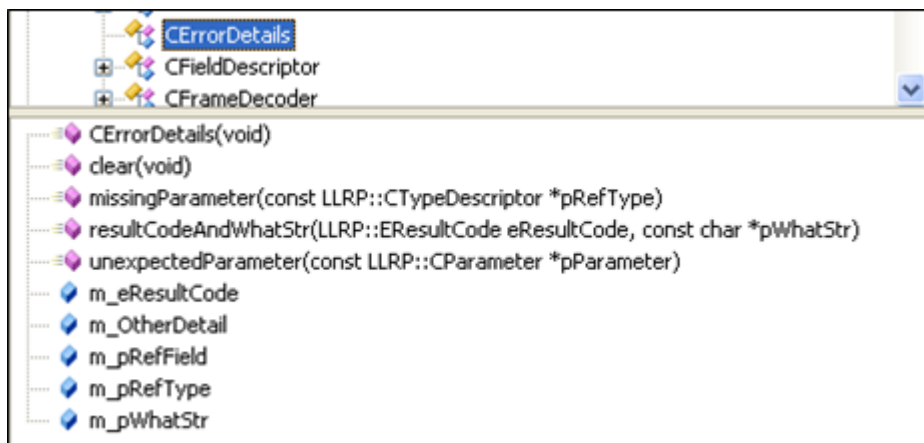 CErrorDetails
CFieldDescriptor
CFrameDecoder
CErrorDetails(void)
clear(void)
missingParameter(const LLRP::CTypeDescriptor *pRefType)
resultCodeAndWhatStr(LLRP::EResultCode eResultCode, const char *pWhatStr)
unexpectedParameter(const LLRP::CParameter *pParameter)
m_eResultCode
m_OtherDetail
m_pRefField
m_pRefType
m_pWhatStr